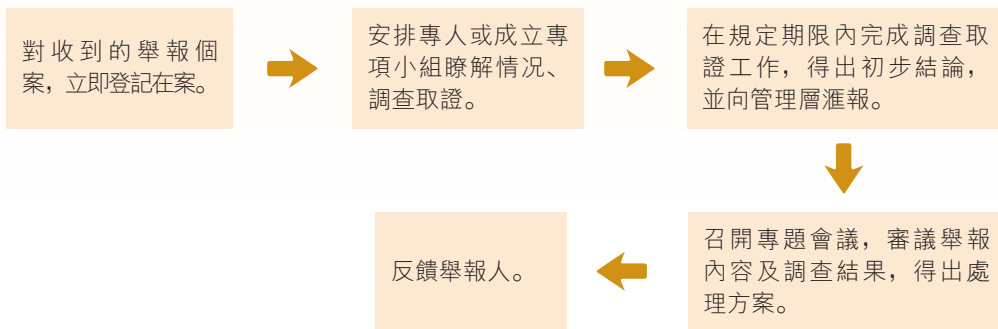 對收到的舉報個
案，立即登記在案。
安排專人或成立專
項小組瞭解情況、
調查取證。
在規定期限內完成調查取
證工作，得出初步結論，
並向管理層滙報。
召開專題會議，審議舉報
內容及調查結果，得出處
理方案。
反饋舉報人。